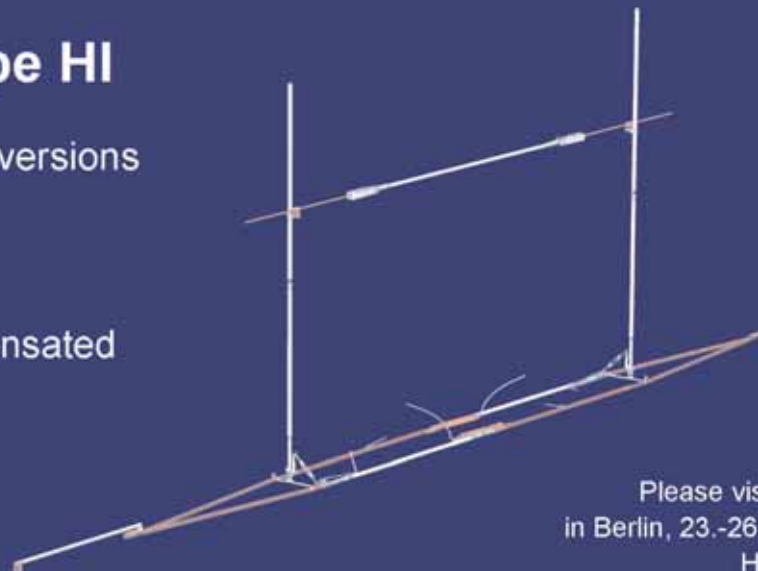 pe HI
versions
nsated
Please vis
in Berlin, 23.-26
H